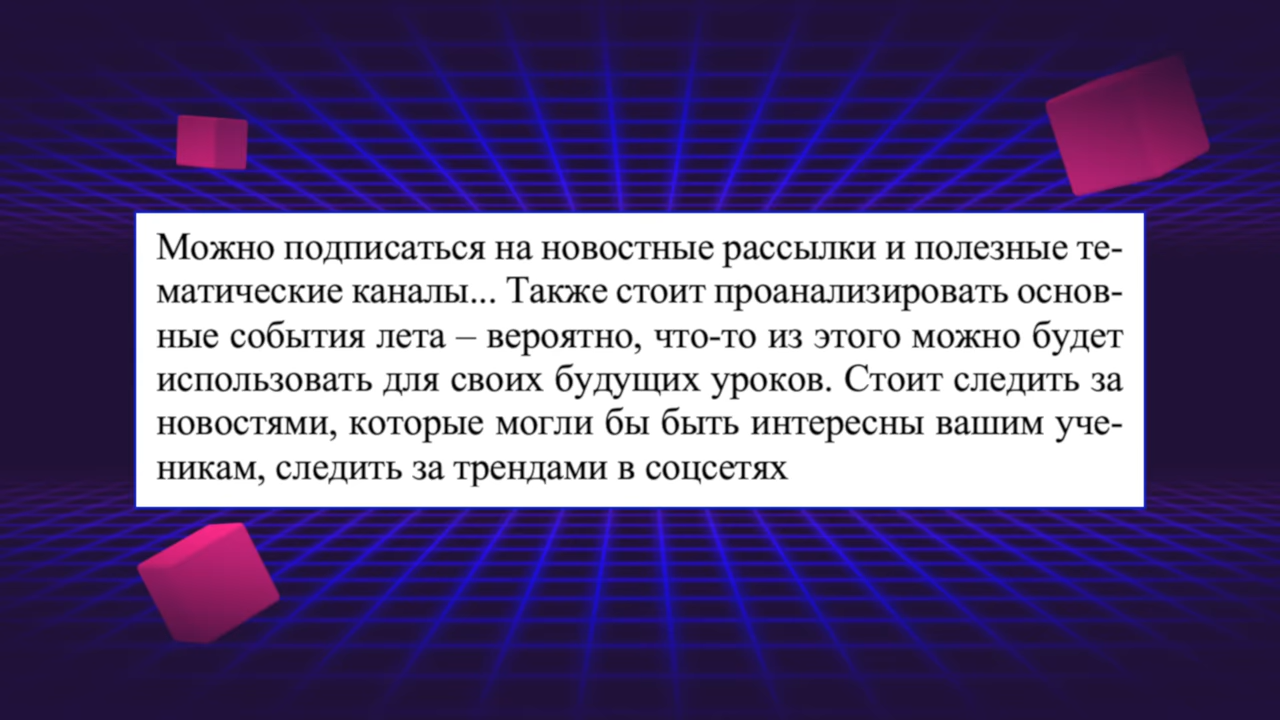 Можно подписаться на новостные рассылки и полезные те-
матические каналы... Также стоит проанализировать основ-
ные события лета – вероятно, что-то из этого можно будет
использовать для своих будущих уроков. Стоит следить за
новостями, которые могли бы быть интересны вашим уче-
никам, следить за трендами в соцсетях